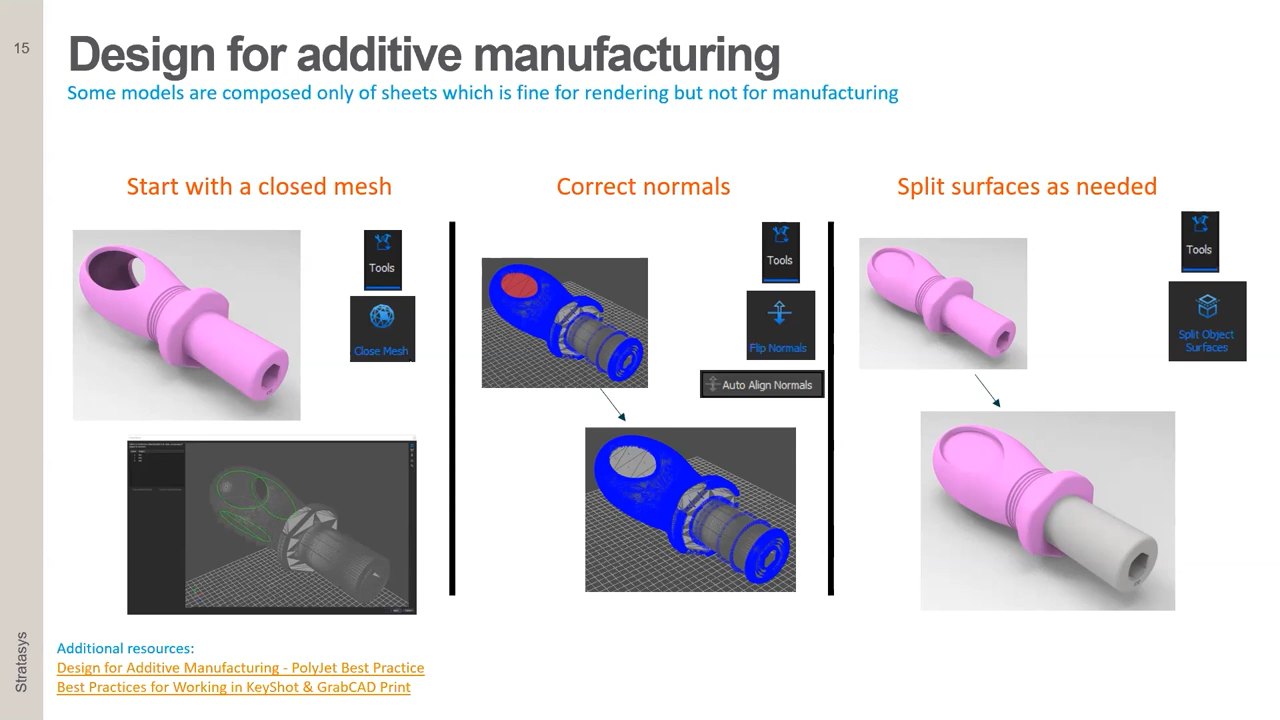 15
Design for additive manufacturing
Some models are composed only of sheets which is fine for rendering but not for manufacturing
Start with a closed mesh
Tools
Close Mesh
Correct normals
Tools
Flip Normals
Auto Align Normals
Split surfaces as needed
Tools
Split Object
Surfaces
Stratasys
Additional resources:
Design for Additive Manufacturing - PolyJet Best Practice
Best Practices for Working in KeyShot & GrabCAD Print